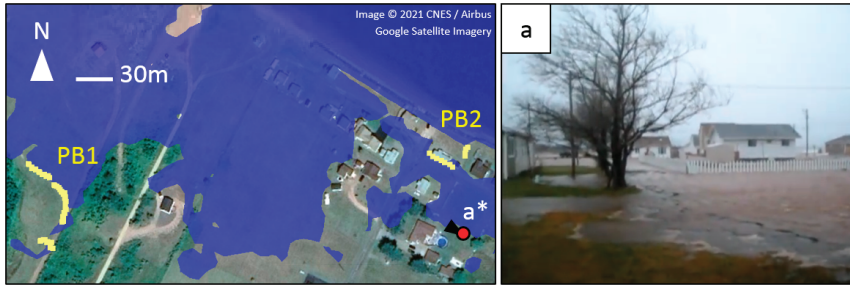 Image © 2021 CNES / Airbus
Google Satellite Imagery
N
30m
PB1
PB2
a*
a